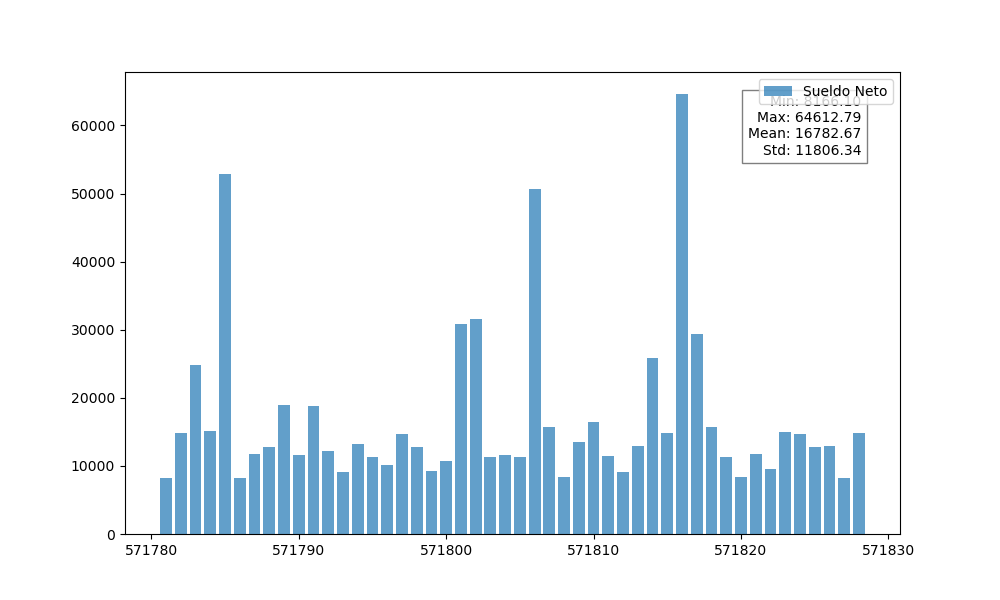 Sueldo Neto
Min: 8166.10
Max: 64612.79
Mean: 16782.67
Std: 11806.34
60000
50000
40000
30000
20000
10000
0
571780 571790 571800 571810 571820 571830